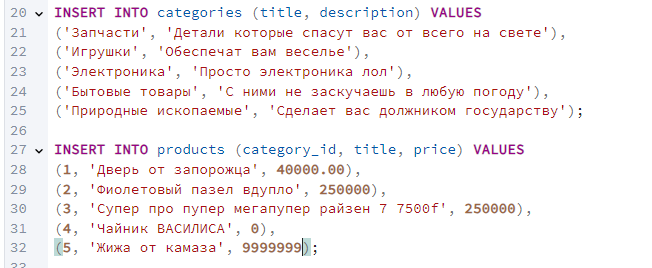 20 INSERT INTO categories (title, description) VALUES
21 ('Запчасти', 'Детали которые спасут вас от всего на свете'),
22 ('Игрушки', 'Обеспечат вам веселье'),
23 ('Электроника', 'Просто электроника лол'),
24 ('Бытовые товары', 'С ними не заскучаешь в любую погоду'),
25 ('Природные ископаемые', 'Сделает вас должником государству');
26
27 INSERT INTO products (category_id, title, price) VALUES
28 (1, 'Дверь от запорожца', 40000.00),
29 (2, 'Фиолетовый пазел вдупло', 250000),
30 (3, 'Супер про пупер мегапупер райзен 7 7500f', 250000),
31 (4, 'Чайник ВАСИЛИСА', 0),
32 (5, 'Жижа от камаза', 9999999);